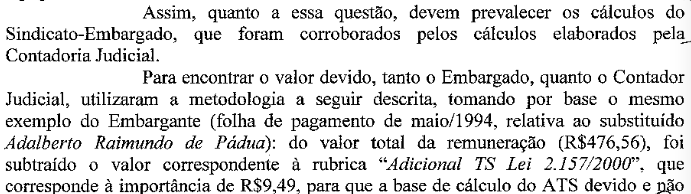 Assim, quanto a essa questão, devem prevalecer os cálculos do
Sindicato-Embargado, que foram corroborados pelos cálculos elaborados pela
Contadoria Judicial.
Para encontrar o valor devido, tanto o Embargado, quanto o Contador
Judicial, utilizaram a metodologia a seguir descrita, tomando por base o mesmo
exemplo do Embargante (folha de pagamento de maio/1994, relativa ao substituído
Adalberto Raimundo de Pádua): do valor total da remuneração (R$476,56), foi
subtraído o valor correspondente à rubrica “Adicional TS Lei 2.157/2000”, que
corresponde à importância de R$9,49, para que a base de cálculo do ATS devido e não